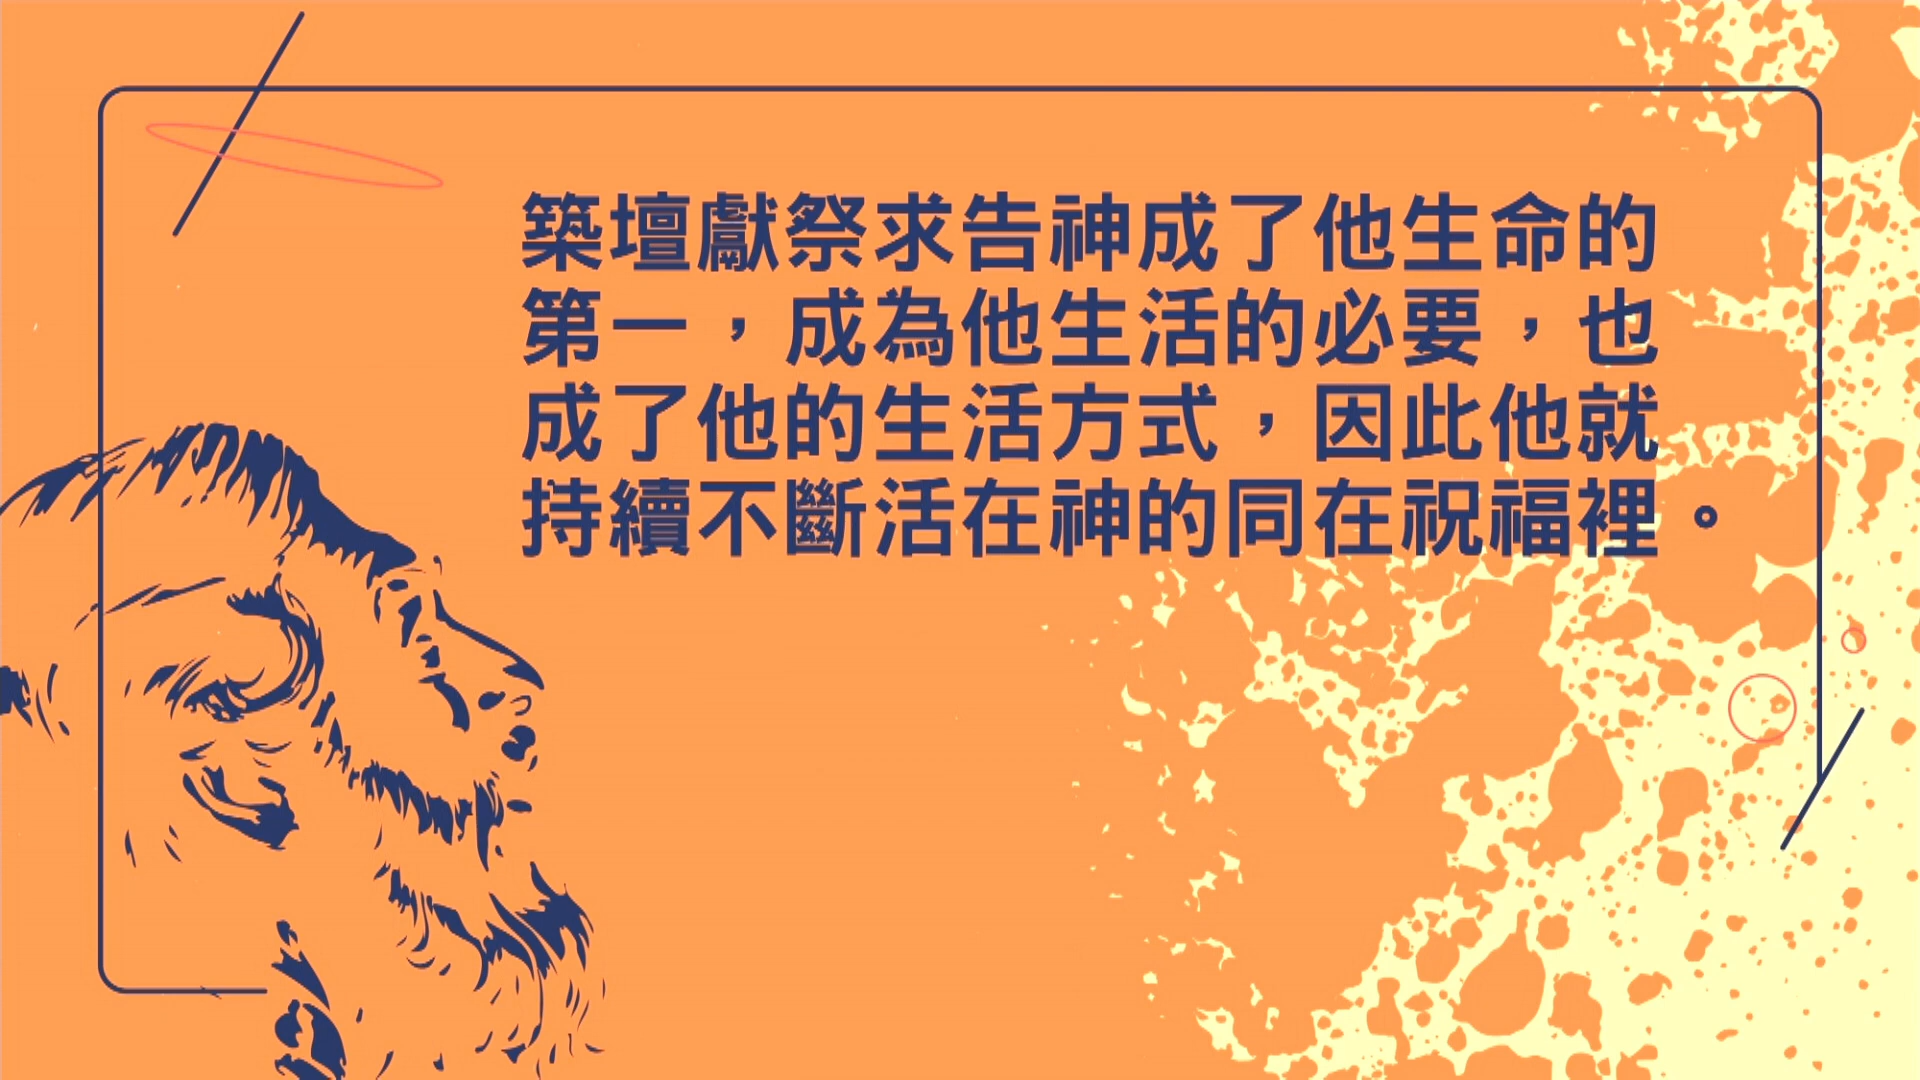 築壇獻祭求告神成了他生命的
第一，成為他生活的必要，也
成了他的生活方式，因此他就
持續不斷活在神的同在祝福裡。